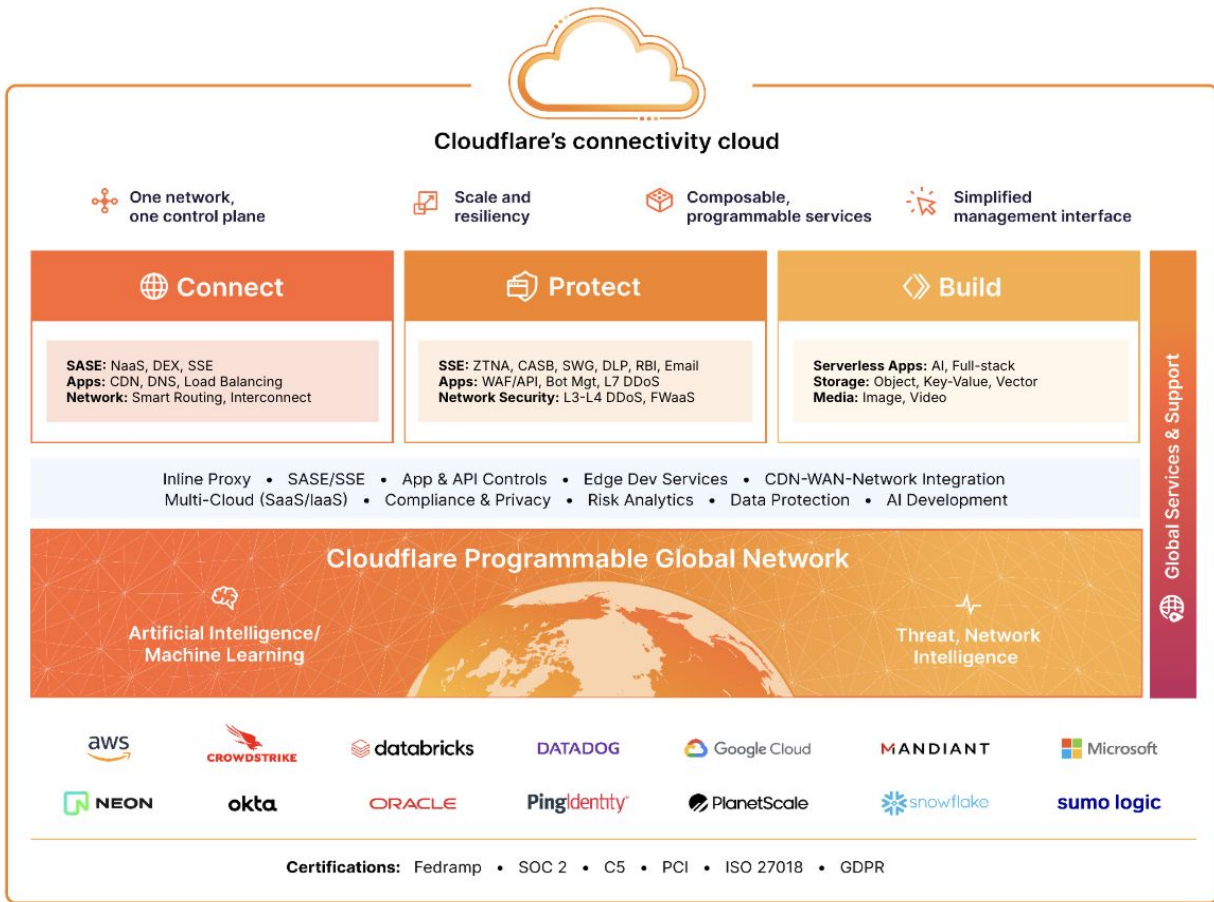 Cloudflare's connectivity cloud
One network,
one control plane
Scale and
resiliency
Composable,
programmable services
Simplified
management interface
Connect
SASE: NaaS, DEX, SSE
Apps: CDN, DNS, Load Balancing
Network: Smart Routing, Interconnect
Protect
SSE: ZTNA, CASB, SWG, DLP, RBI, Email
Apps: WAF/API, Bot Mgt, L7 DDoS
Network Security: L3-L4 DDoS, FWaaS
Build
Serverless Apps: AI, Full-stack
Storage: Object, Key-Value, Vector
Media: Image, Video
Global Services & Support
Inline Proxy • SASE/SSE • App & API Controls • Edge Dev Services • CDN-WAN-Network Integration
Multi-Cloud (SaaS/IaaS) • Compliance & Privacy • Risk Analytics • Data Protection • AI Development
Cloudflare Programmable Global Network
Artificial Intelligence/
Machine Learning
Threat, Network
Intelligence
aws CROWDSTRIKE databricks DATADOG Google Cloud MANDIANT Microsoft
NEON okta ORACLE PingIdentity PlanetScale snowflake sumo logic
Certifications: Fedramp • SOC 2 • C5 • PCI • ISO 27018 • GDPR